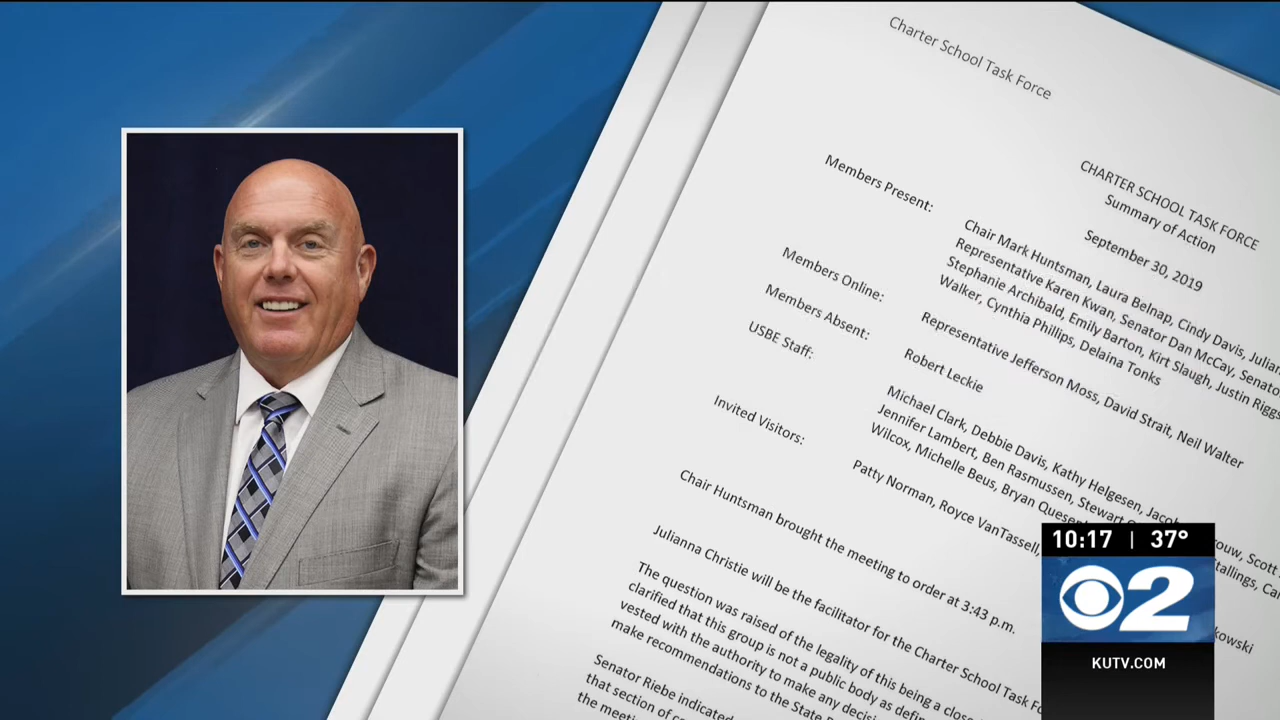 Charter School Task Force
CHARTER SCHOOL TASK FORCE
Summary of Action
September 30, 2019
Members Present:
Chair Mark Huntsman, Laura Belnap, Cindy Davis,
Representative Karen Kwan, Senator Dan McCay,
Stephanie Archibald, Emily Barton, Kirt Slaugh, Justin
Walker, Cynthia Phillips, Delaina Tonks
Members Online:
Representative Jefferson Moss, David Strait, Neil Walter
Members Absent:
Robert Leckie
USBE Staff:
Michael Clark, Debbie Davis, Kathy Helgesen,
Jennifer Lambert, Ben Rasmussen, Stewart
Wilcox, Michelle Beus, Bryan
Invited Visitors:
Patty Norman, Royce VanTassell,
Chair Huntsman brought the meeting to order at 3:43 p.m.
Julianna Christie will be the facilitator for the Charter School Task
The question was raised of the legality of this being a
clarified that this group is not a public body as
vested with the authority to make any
make recommendations to the State
Senator Riebe indicated
that section of
the
10:17 | 37°
2
KUTV.COM